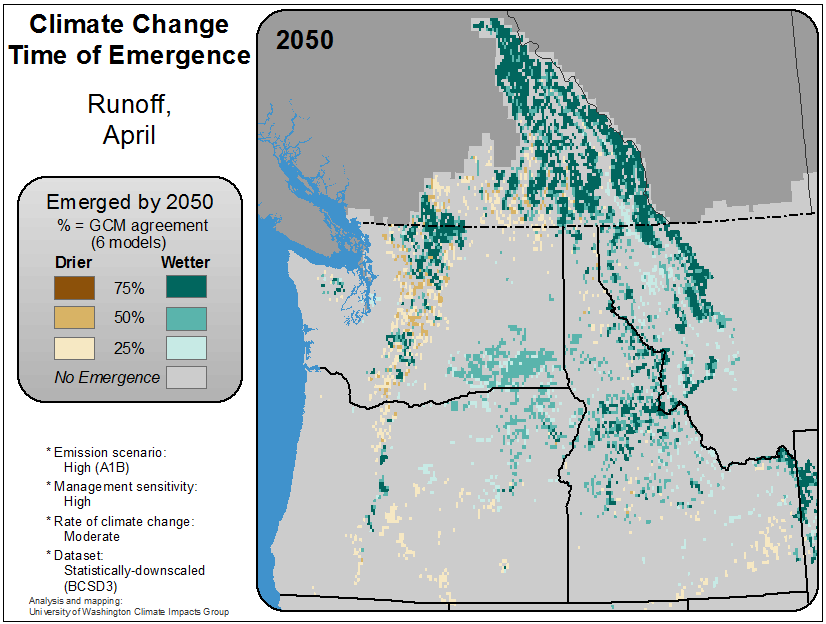 Climate Change
Time of Emergence
Runoff,
April
2050
Emerged by 2050
% = GCM agreement
(6 models)
Drier Wetter
75%
50%
25%
No Emergence
* Emission scenario:
High (A1B)
* Management sensitivity:
High
* Rate of climate change:
Moderate
* Dataset:
Statistically-downscaled
(BCSD3)
Analysis and mapping:
University of Washington Climate Impacts Group